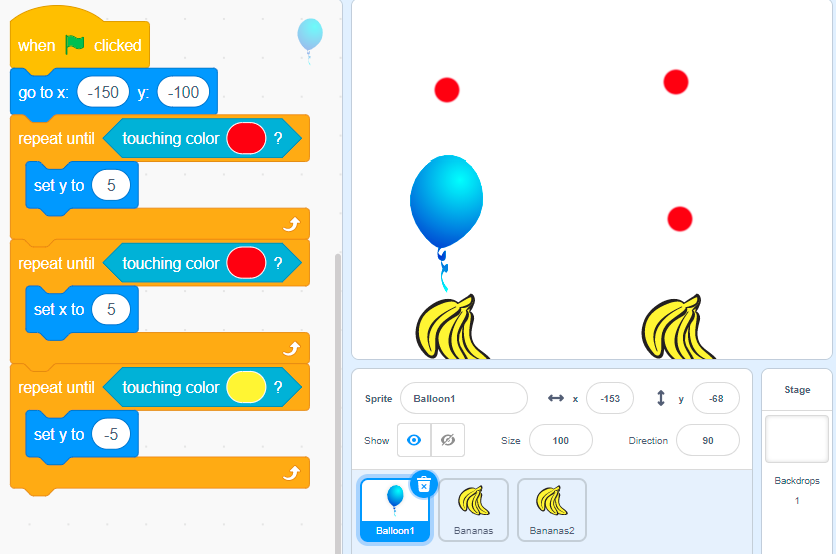 when clicked
go to x: -150 y: -100
repeat until touching color ?
set y to 5
repeat until touching color ?
set x to 5
repeat until touching color ?
set y to -5
Sprite Balloon1 x -153 y -68
Show Size 100 Direction 90
Balloon1 Bananas Bananas2
Stage
Backdrops
1